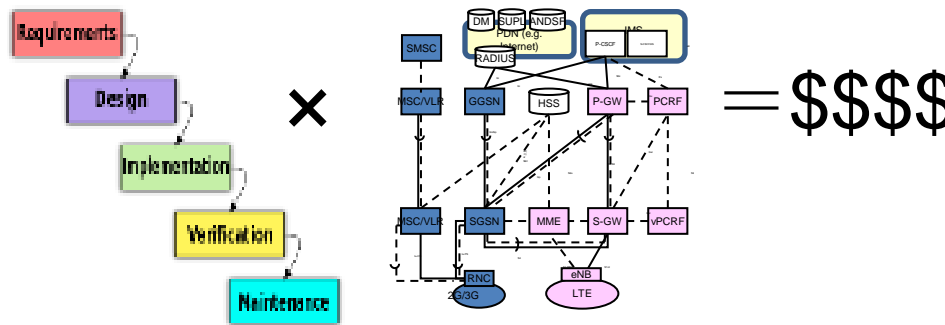 Requirements
Design
Implementation
Verification
Maintenance
×
DM
SUPL
ANDSF
PDN (e.g.
Internet)
RADIUS
IMS
P-CSCF
SMSC
MSC/VLR
GGSN
HSS
P-GW
PCRF
MSC/VLR
SGSN
MME
S-GW
vPCRF
RNC
2G/3G
eNB
LTE
=$$$$